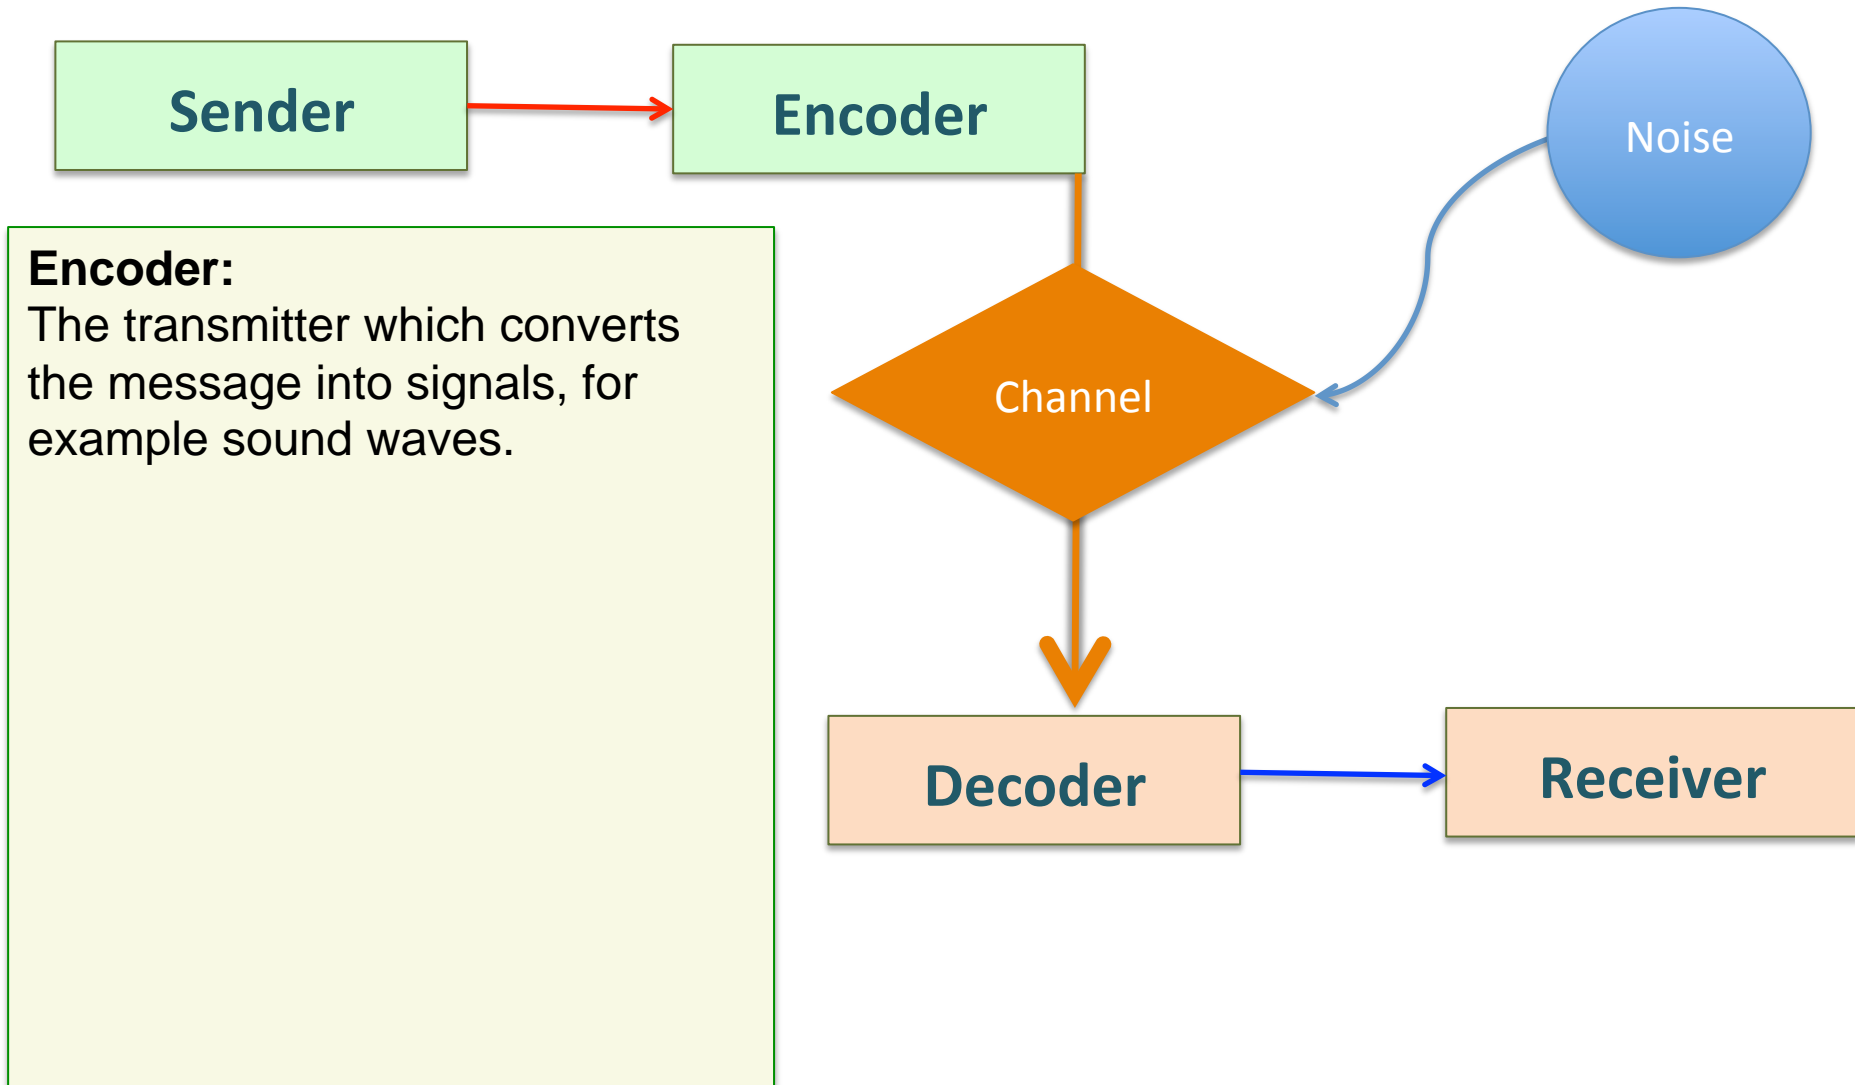 Sender
Encoder
Noise
Encoder:
The transmitter which converts
the message into signals, for
example sound waves.
Channel
Decoder
Receiver